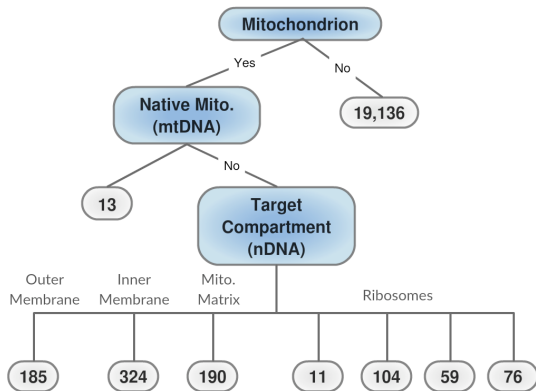 Mitochondrion
Yes
No
Native Mito.
(mtDNA)
19,136
No
13
Target
Compartment
(nDNA)
Outer
Membrane
Inner
Membrane
Mito.
Matrix
Ribosomes
185
324
190
11
104
59
76